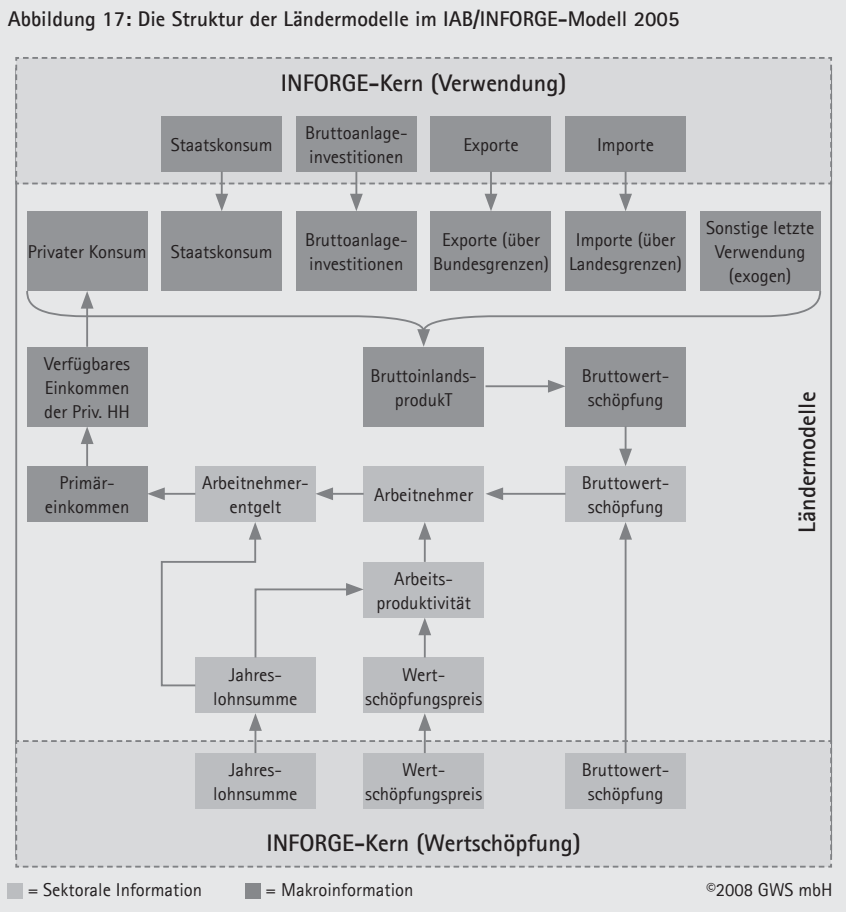 Abbildung 17: Die Struktur der Ländermodelle im IAB/INFORGE-Modell 2005
INFORGE-Kern (Verwendung)
Staatskonsum
Bruttoanlage-
investitionen
Exporte
Importe
Privater Konsum
Staatskonsum
Bruttoanlage-
investitionen
Exporte (über
Bundesgrenzen)
Importe (über
Landesgrenzen)
Sonstige letzte
Verwendung
(exogen)
Verfügbares
Einkommen
der Priv. HH
Bruttoinlands-
produkT
Bruttowert-
schöpfung
Ländermodelle
Primär-
einkommen
Arbeitnehmer-
entgelt
Arbeitnehmer
Bruttowert-
schöpfung
Arbeits-
produktivität
Jahres-
lohnsumme
Wert-
schöpfungspreis
Jahres-
lohnsumme
Wert-
schöpfungspreis
Bruttowert-
schöpfung
INFORGE-Kern (Wertschöpfung)
= Sektorale Information
= Makroinformation
©2008 GWS mbH